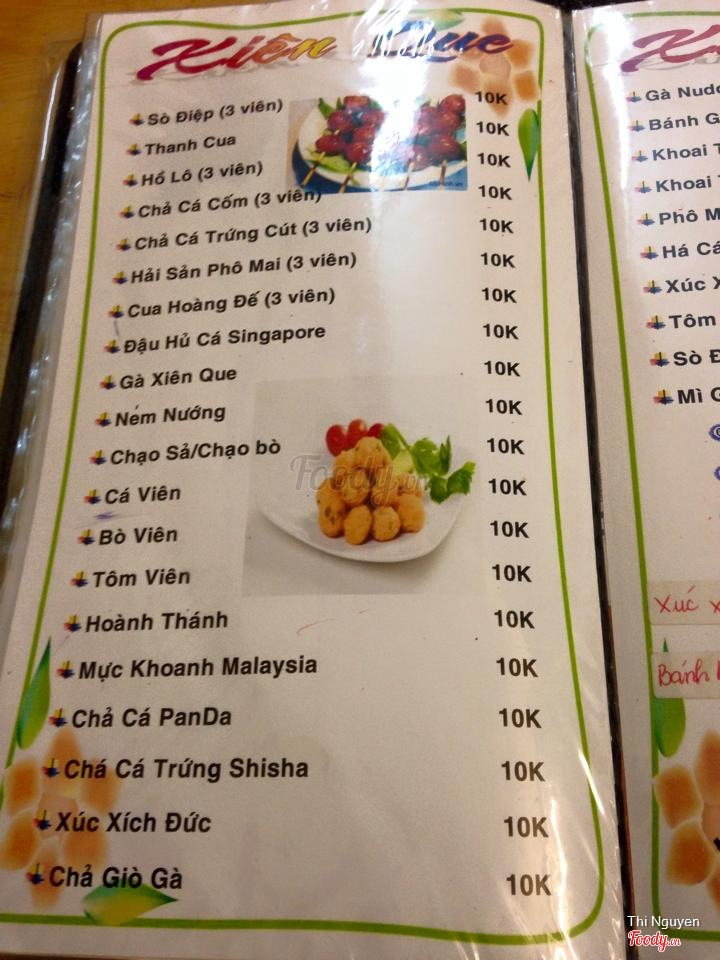 Xiên Que
Sò Điệp (3 viên) 10K
Thanh Cua 10K
Hồ Lô (3 viên) 10K
Chả Cá Cốm (3 viên) 10K
Chả Cá Trứng Cút (3 viên) 10K
Hải Sản Phô Mai (3 viên) 10K
Cua Hoàng Đế (3 viên) 10K
Đậu Hủ Cá Singapore 10K
Gà Xiên Que 10K
Nem Nướng 10K
Chạo Sả/Chạo bò 10K
Cá Viên 10K
Bò Viên 10K
Tôm Viên 10K
Hoành Thánh 10K
Mực Khoanh Malaysia 10K
Chả Cá PanDa 10K
Chá Cá Trứng Shisha 10K
Xúc Xích Đức 10K
Chả Giò Gà 10K
Foody.vn
Gà
Bánh
Khoai
Khoai
Phô
Há
Xúc
Tôm
Sò
Mì
Xúc
Bánh
Thi Nguyen
Foody.vn